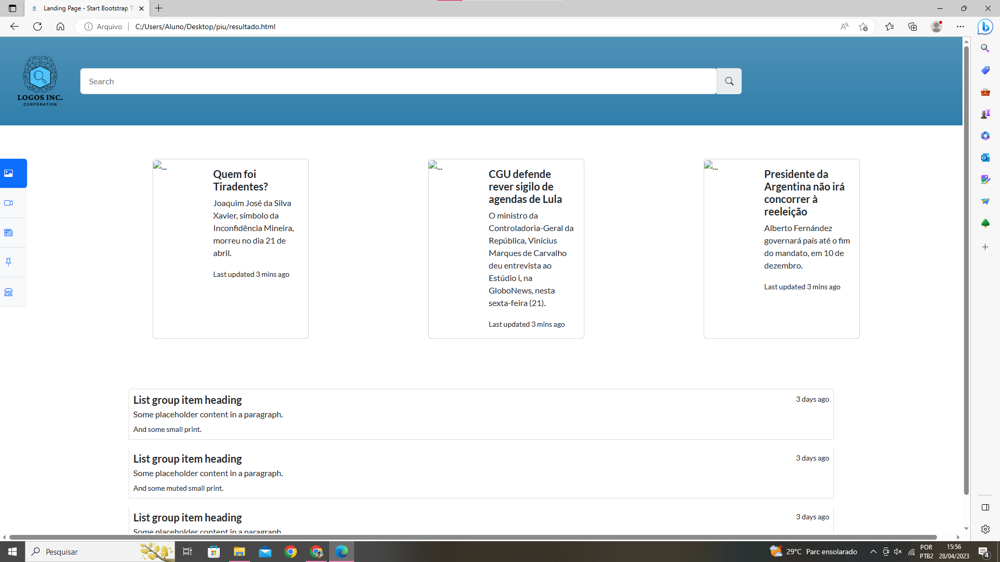 Landing Page - Start Bootstrap
Arquivo
C:/Users/Aluno/Desktop/piu/resultado.html
LOGOS INC.
CORPORATION
Search
...
Quem foi
Tiradentes?
Joaquim José da Silva
Xavier, símbolo da
Inconfidência Mineira,
morreu no dia 21 de
abril.
Last updated 3 mins ago
...
CGU defende
rever sigilo de
agendas de Lula
O ministro da
Controladoria-Geral da
República, Vinícius
Marques de Carvalho
deu entrevista ao
Estúdio i, na
GloboNews, nesta
sexta-feira (21).
Last updated 3 mins ago
...
Presidente da
Argentina não irá
concorrer à
reeleição
Alberto Fernández
governará país até o fim
do mandato, em 10 de
dezembro.
Last updated 3 mins ago
List group item heading
3 days ago
Some placeholder content in a paragraph.
And some small print.
List group item heading
3 days ago
Some placeholder content in a paragraph.
And some muted small print.
List group item heading
3 days ago
Some placeholder content in a paragraph.
Pesquisar
29°C Parc ensolarado
POR
PTB2
15:56
28/04/2023
4